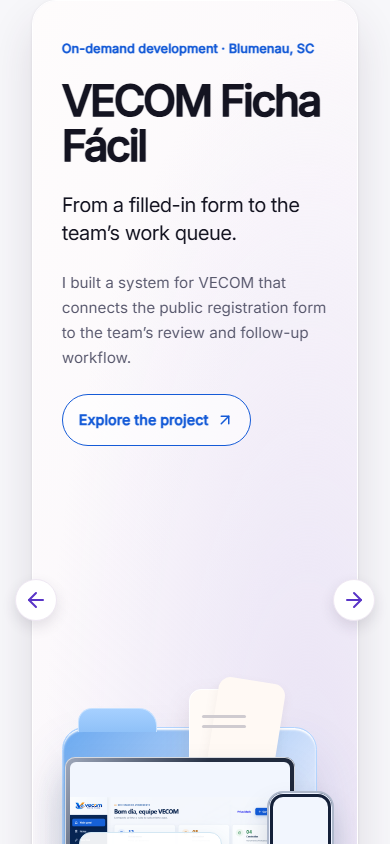 On-demand development · Blumenau, SC
VECOM Ficha
Fácil
From a filled-in form to the
team’s work queue.
I built a system for VECOM that
connects the public registration form
to the team’s review and follow-up
workflow.
Explore the project
vecom
Bom dia, equipe VECOM